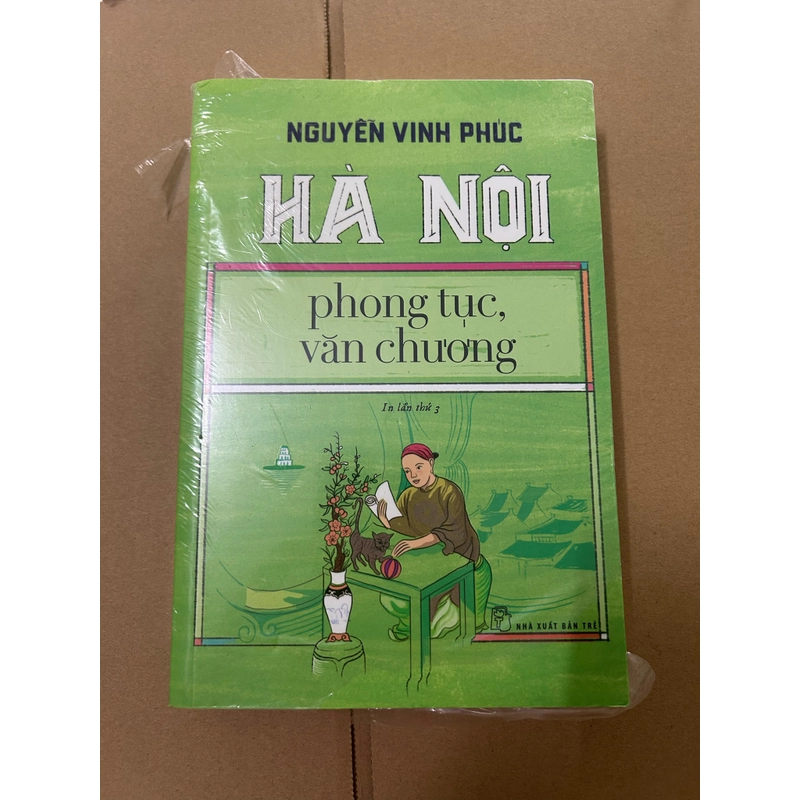 NGUYỄN VINH PHÚC
HÀ NỘI
phong tục,
văn chương
In lần thứ 3
NHÀ XUẤT BẢN TRẺ